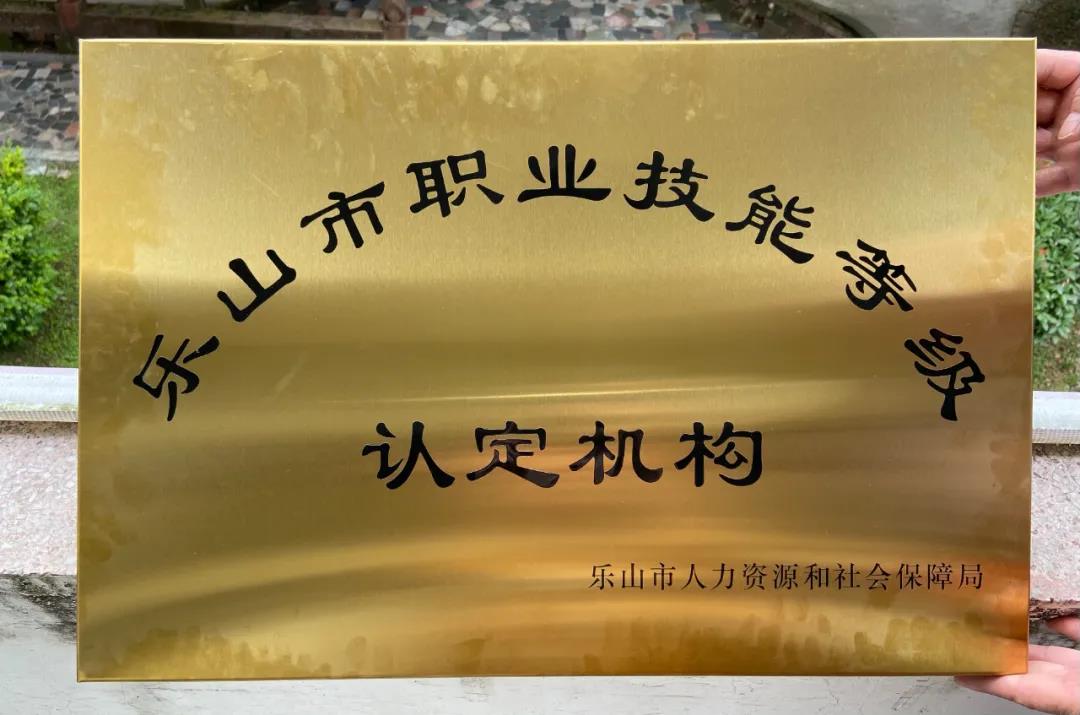 乐山市职业技能等级
认定机构
乐山市人力资源和社会保障局